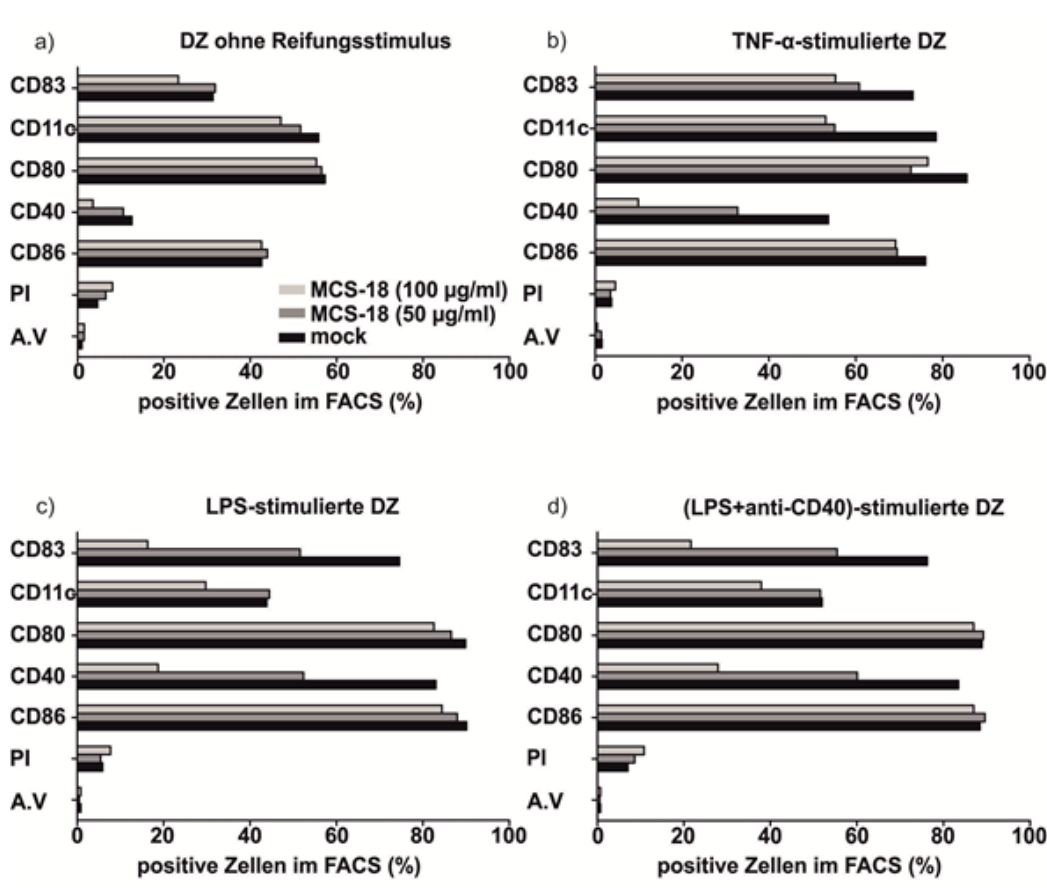 a) DZ ohne Reifungsstimulus
CD83
CD11c
CD80
CD40
CD86
PI
A.V
MCS-18 (100 µg/ml)
MCS-18 (50 µg/ml)
mock
0 20 40 60 80 100
positive Zellen im FACS (%)
b) TNF-α-stimulierte DZ
CD83
CD11c
CD80
CD40
CD86
PI
A.V
0 20 40 60 80 100
positive Zellen im FACS (%)
c) LPS-stimulierte DZ
CD83
CD11c
CD80
CD40
CD86
PI
A.V
0 20 40 60 80 100
positive Zellen im FACS (%)
d) (LPS+anti-CD40)-stimulierte DZ
CD83
CD11c
CD80
CD40
CD86
PI
A.V
0 20 40 60 80 100
positive Zellen im FACS (%)